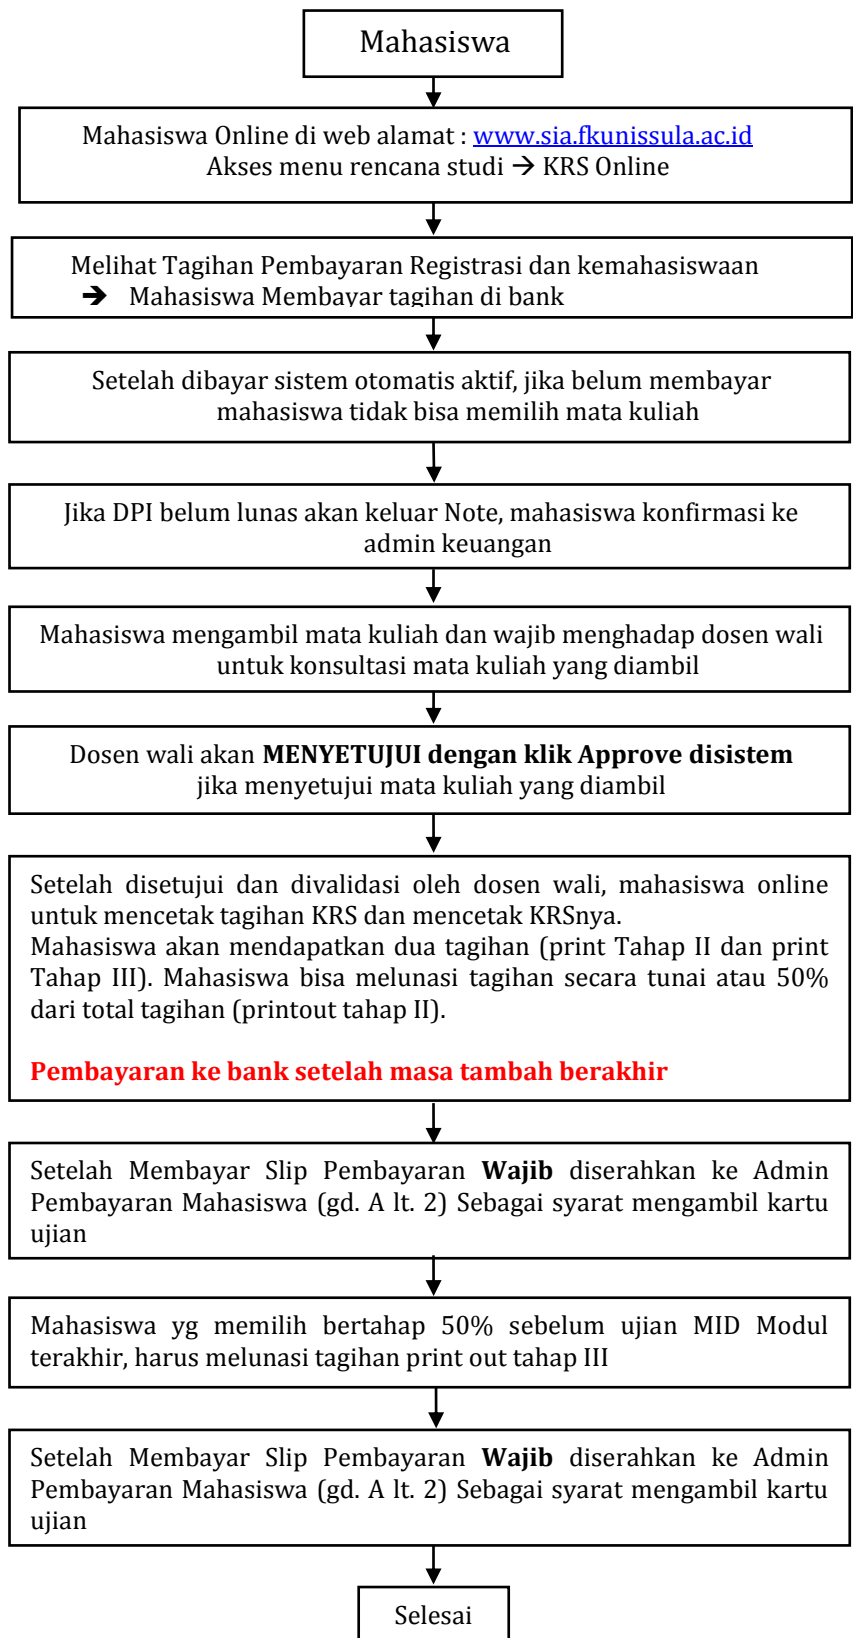 Mahasiswa
Mahasiswa Online di web alamat : www.sia.fkunissula.ac.id
Akses menu rencana studi → KRS Online
Melihat Tagihan Pembayaran Registrasi dan kemahasiswaan
➔ Mahasiswa Membayar tagihan di bank
Setelah dibayar sistem otomatis aktif, jika belum membayar
mahasiswa tidak bisa memilih mata kuliah
Jika DPI belum lunas akan keluar Note, mahasiswa konfirmasi ke
admin keuangan
Mahasiswa mengambil mata kuliah dan wajib menghadap dosen wali
untuk konsultasi mata kuliah yang diambil
Dosen wali akan MENYETUJUI dengan klik Approve disistem
jika menyetujui mata kuliah yang diambil
Setelah disetujui dan divalidasi oleh dosen wali, mahasiswa online
untuk mencetak tagihan KRS dan mencetak KRSnya.
Mahasiswa akan mendapatkan dua tagihan (print Tahap II dan print
Tahap III). Mahasiswa bisa melunasi tagihan secara tunai atau 50%
dari total tagihan (printout tahap II).
Pembayaran ke bank setelah masa tambah berakhir
Setelah Membayar Slip Pembayaran Wajib diserahkan ke Admin
Pembayaran Mahasiswa (gd. A lt. 2) Sebagai syarat mengambil kartu
ujian
Mahasiswa yg memilih bertahap 50% sebelum ujian MID Modul
terakhir, harus melunasi tagihan print out tahap III
Setelah Membayar Slip Pembayaran Wajib diserahkan ke Admin
Pembayaran Mahasiswa (gd. A lt. 2) Sebagai syarat mengambil kartu
ujian
Selesai